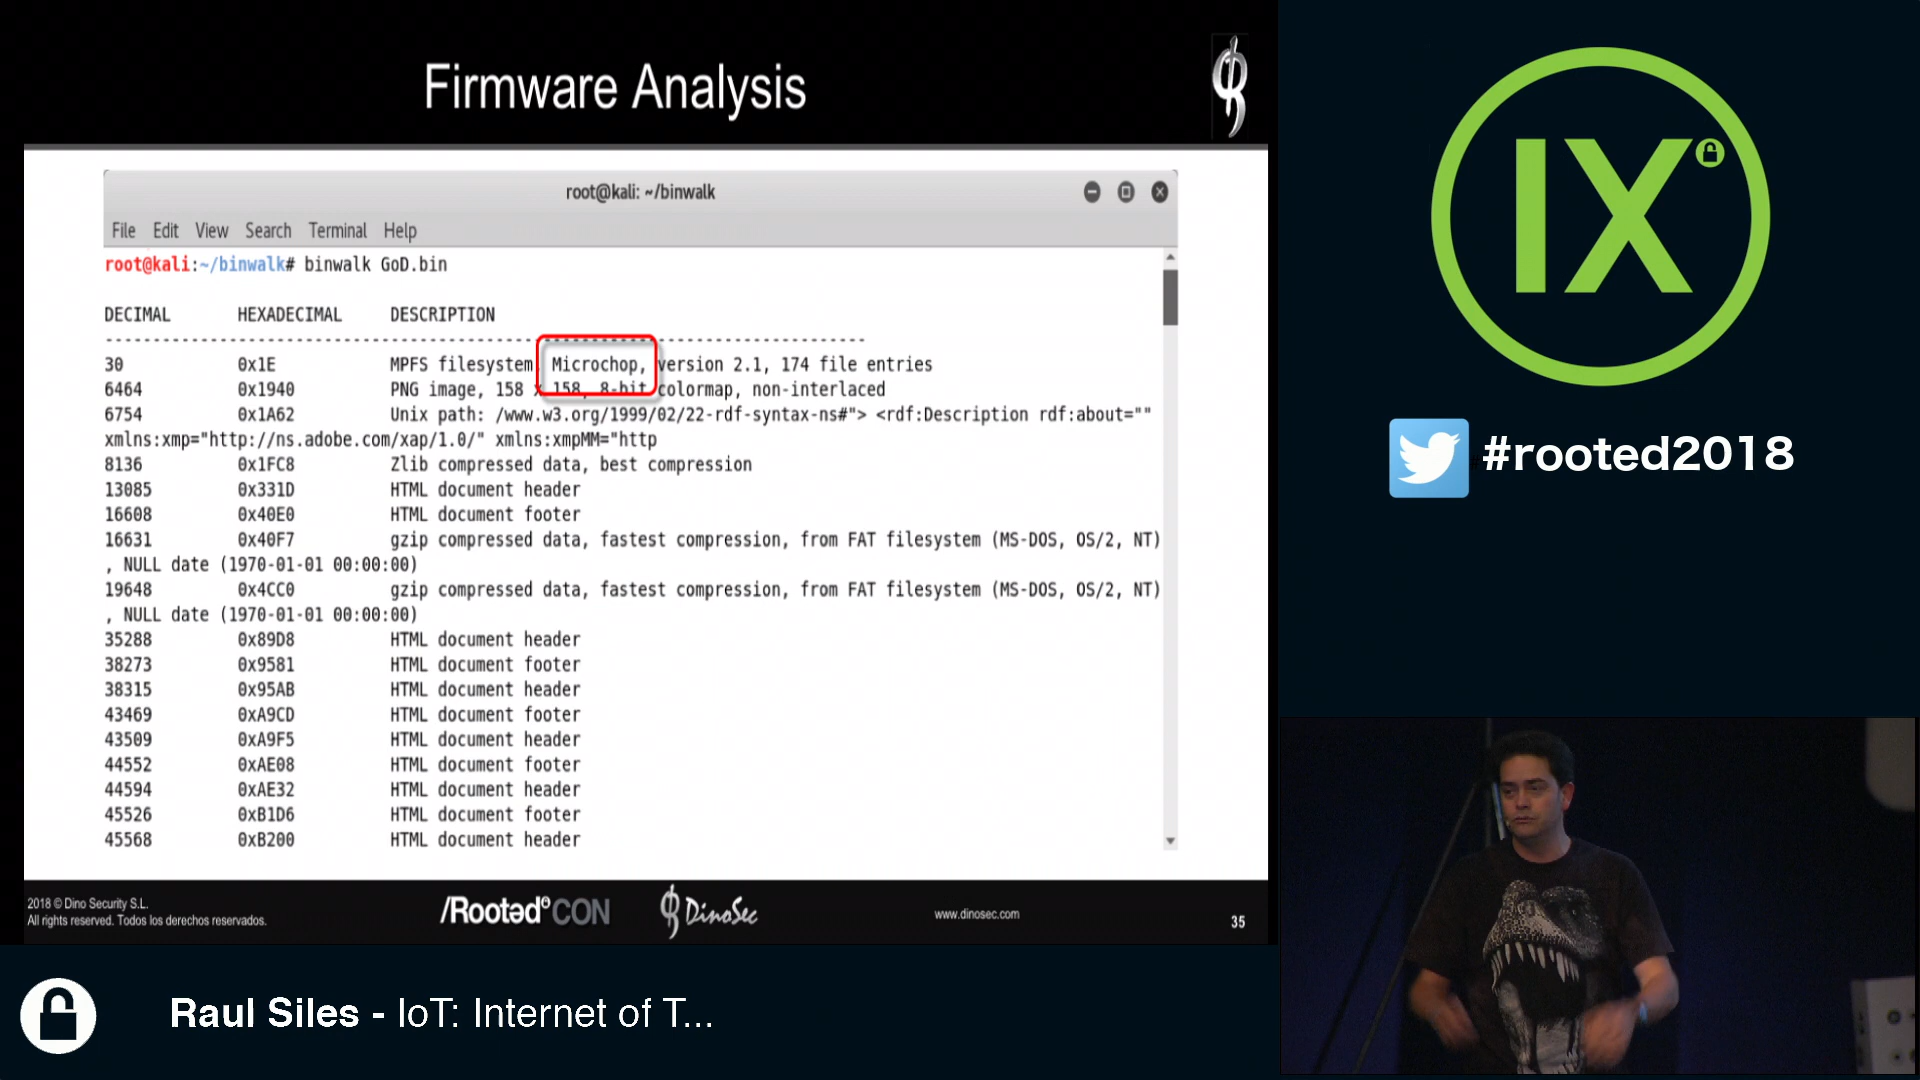 Firmware Analysis
root@kali: ~/binwalk
File Edit View Search Terminal Help
root@kali:~/binwalk# binwalk GoD.bin
DECIMAL HEXADECIMAL DESCRIPTION
--------------------------------------------------------------------------------
30 0x1E MPFS filesystem, Microchop, version 2.1, 174 file entries
6464 0x1940 PNG image, 158 x 158, 8-bit colormap, non-interlaced
6754 0x1A62 Unix path: /www.w3.org/1999/02/22-rdf-syntax-ns#"> <rdf:Description rdf:about=""
xmlns:xmp="http://ns.adobe.com/xap/1.0/" xmlns:xmpMM="http
8136 0x1FC8 Zlib compressed data, best compression
13085 0x331D HTML document header
16608 0x40E0 HTML document footer
16631 0x40F7 gzip compressed data, fastest compression, from FAT filesystem (MS-DOS, OS/2, NT)
, NULL date (1970-01-01 00:00:00)
19648 0x4CC0 gzip compressed data, fastest compression, from FAT filesystem (MS-DOS, OS/2, NT)
, NULL date (1970-01-01 00:00:00)
35288 0x89D8 HTML document header
38273 0x9581 HTML document footer
38315 0x95AB HTML document header
43469 0xA9CD HTML document footer
43509 0xA9F5 HTML document header
44552 0xAE08 HTML document footer
44594 0xAE32 HTML document header
45526 0xB1D6 HTML document footer
45568 0xB200 HTML document header
2018 © Dino Security S.L.
All rights reserved. Todos los derechos reservados.
/Rooted CON
DinoSec
www.dinosec.com
35
IX
#rooted2018
Raul Siles - IoT: Internet of T...